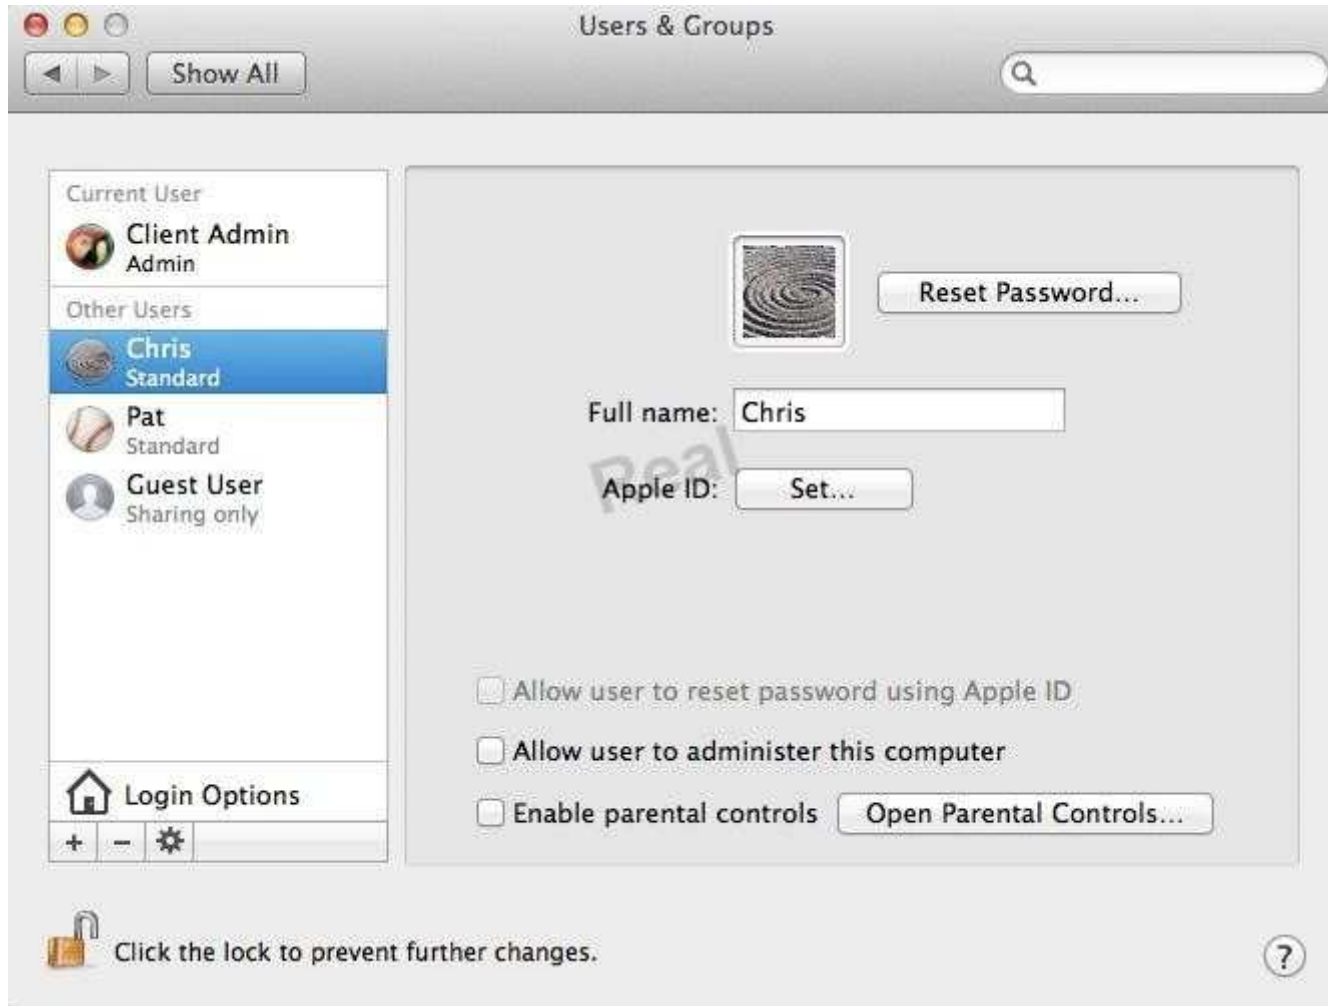 Users & Groups
Show All
Current User
Client Admin
Admin
Other Users
Chris
Standard
Pat
Standard
Guest User
Sharing only
Login Options
+ −
Reset Password...
Full name: Chris
Real
Apple ID: Set...
Allow user to reset password using Apple ID
Allow user to administer this computer
Enable parental controls Open Parental Controls...
Click the lock to prevent further changes.
?